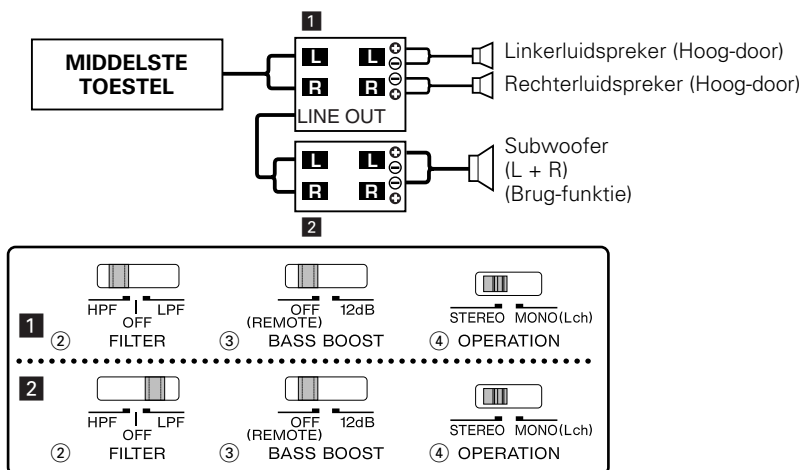 1
MIDDELSTE
TOESTEL
L L ⊕ ⊖
R R ⊖ ⊕
LINE OUT
Linkerluidspreker (Hoog-door)
Rechterluidspreker (Hoog-door)
L L ⊕ ⊖
R R ⊖ ⊕
2
Subwoofer
(L + R)
(Brug-funktie)
1
HPF LPF
OFF
② FILTER
OFF 12dB
(REMOTE)
③ BASS BOOST
STEREO MONO(Lch)
④ OPERATION
2
HPF LPF
OFF
② FILTER
OFF 12dB
(REMOTE)
③ BASS BOOST
STEREO MONO(Lch)
④ OPERATION